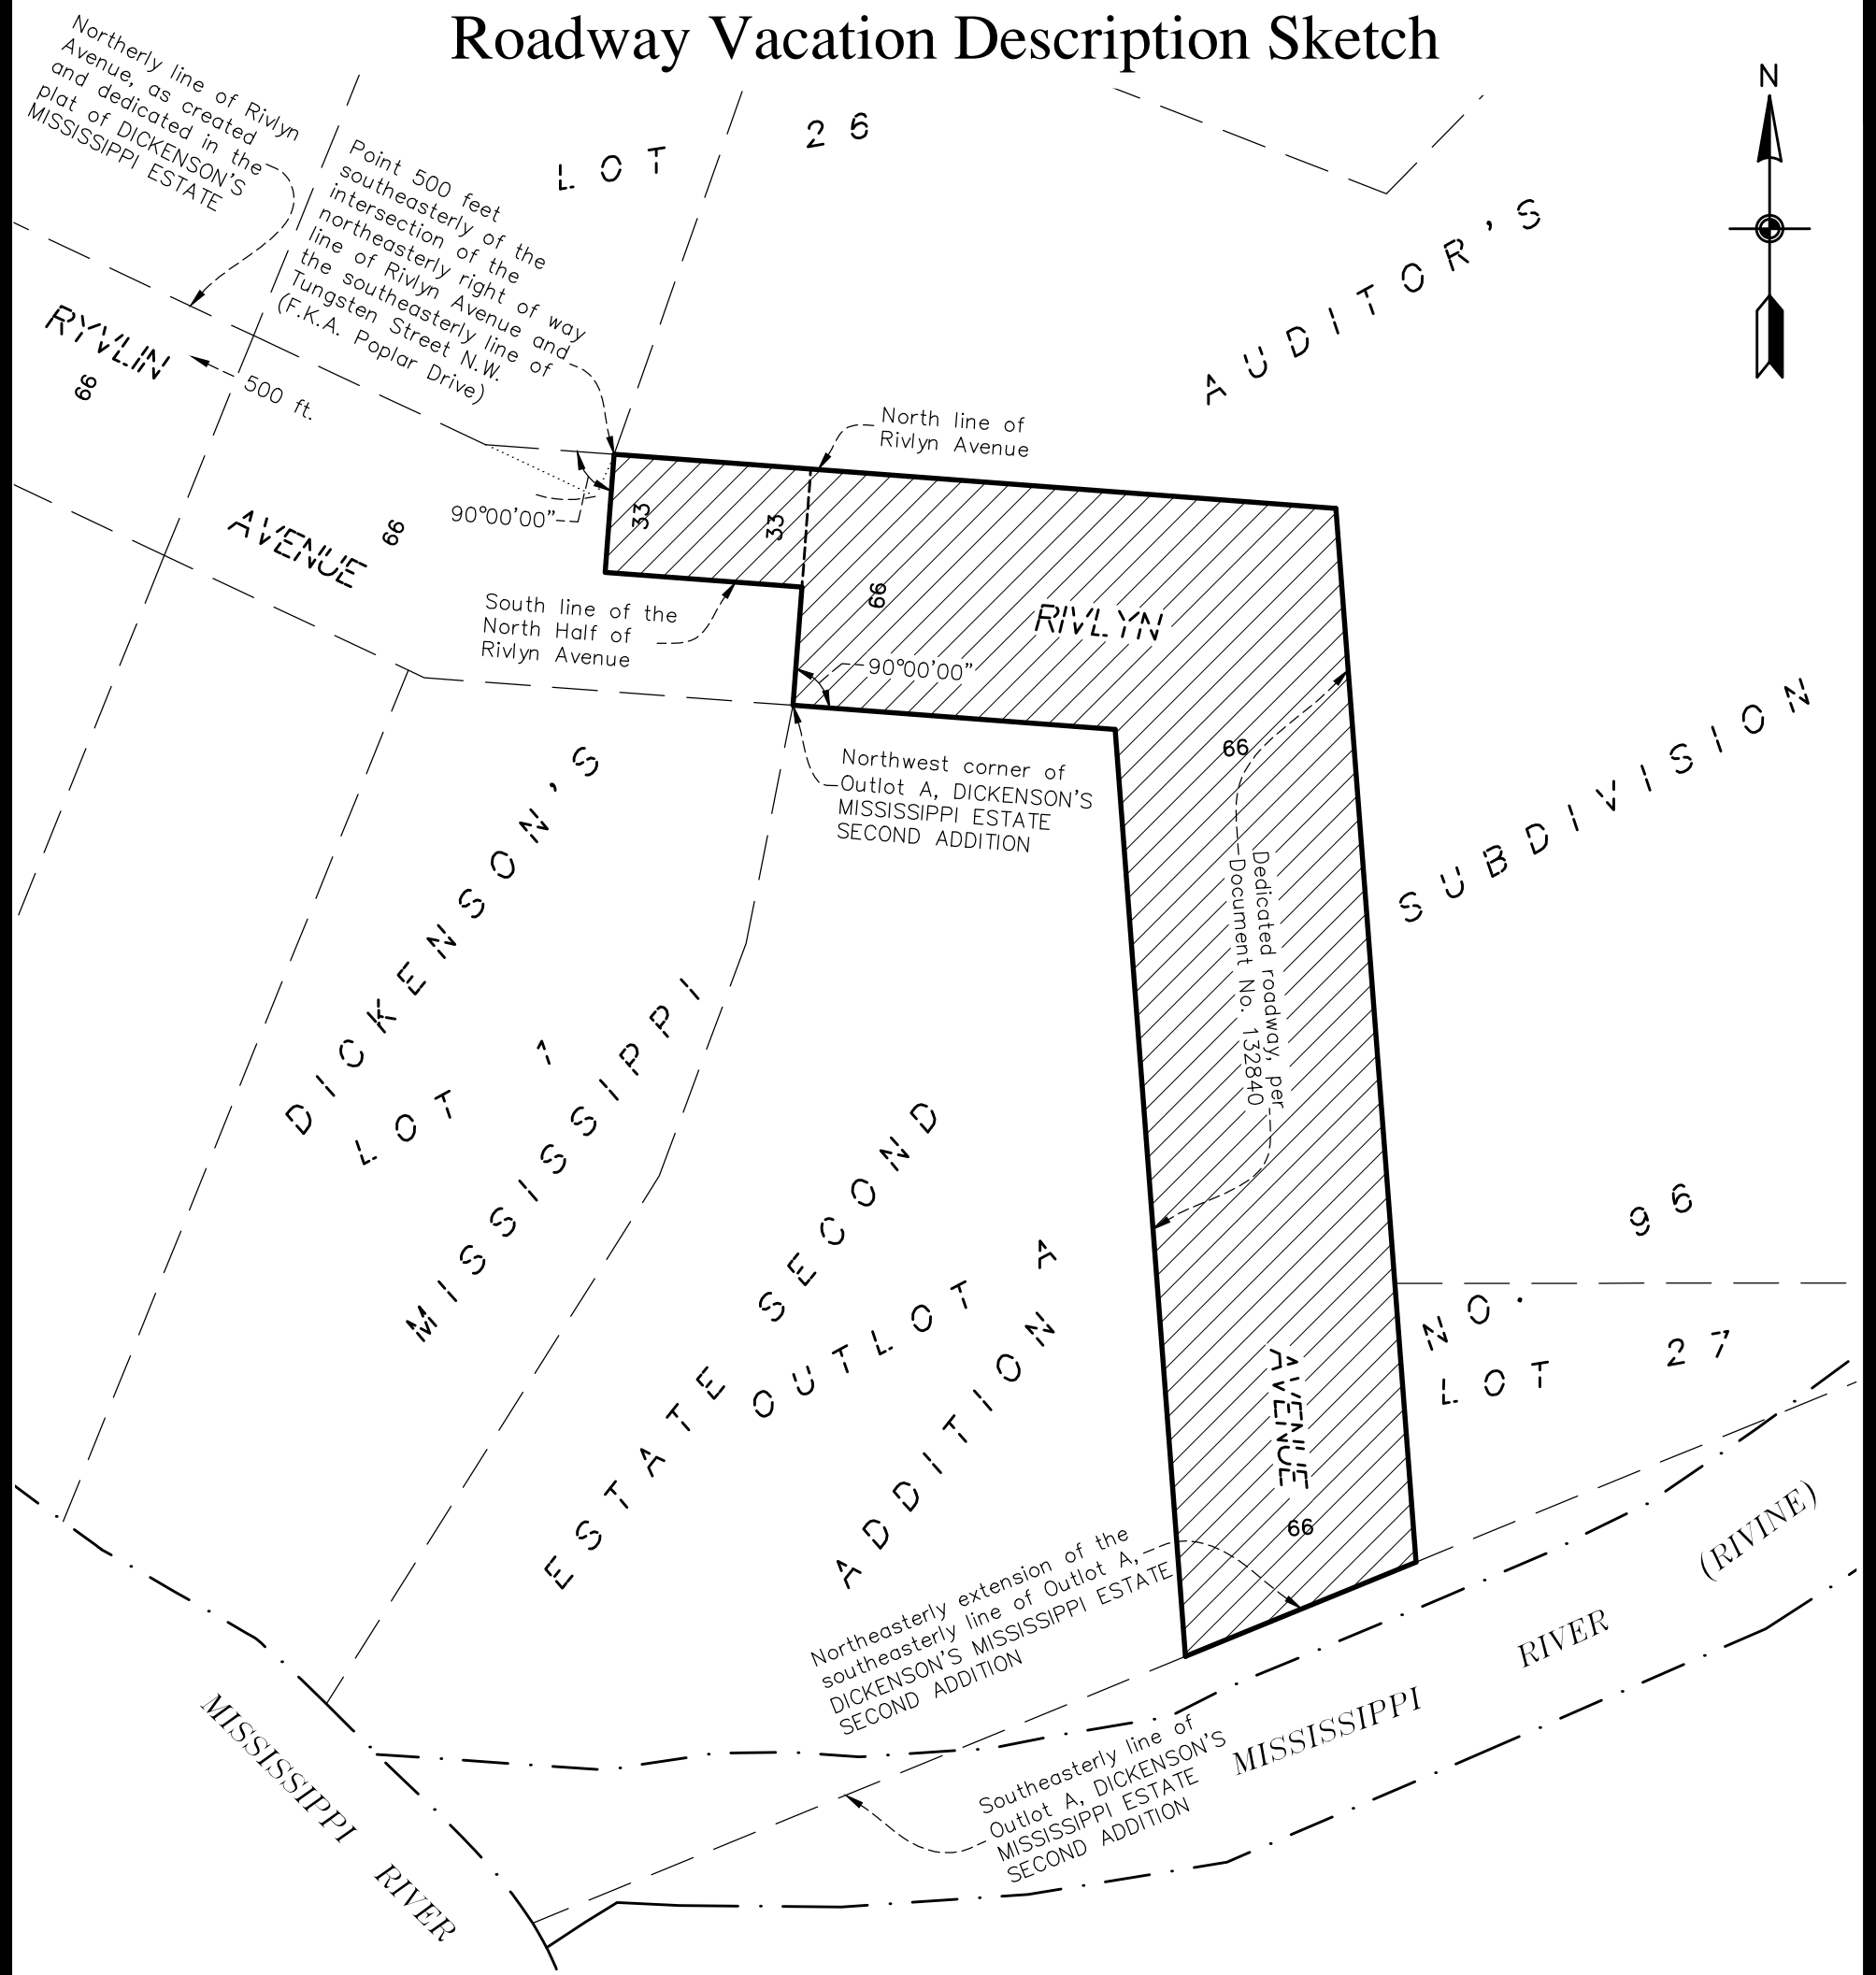 Roadway Vacation Description Sketch
N
Northerly line of Rivlyn
Avenue, as created
and dedicated in the
plat of DICKENSON'S
MISSISSIPPI ESTATE
Point 500 feet
southeasterly of the
intersection of the
northeasterly right of way
line of Rivlyn Avenue and
the southeasterly line of
Tungsten Street N.W.
(F.K.A. Poplar Drive)
LOT 26
AUDITOR'S
RYVLIN
66
500 ft.
North line of
Rivlyn Avenue
AVENUE
66
90°00'00"
33
33
66
South line of the
North Half of
Rivlyn Avenue
RIVLYN
90°00'00"
Northwest corner of
Outlot A, DICKENSON'S
MISSISSIPPI ESTATE
SECOND ADDITION
66
SUBDIVISION
Dedicated roadway, per
Document No. 132840
DICKENSON'S
LOT 7
MISSISSIPPI
ESTATE SECOND
OUTLOT A
ADDITION
NO. 96
LOT 27
AVENUE
66
Northeasterly extension of the
southeasterly line of Outlot A,
DICKENSON'S MISSISSIPPI ESTATE
SECOND ADDITION
Southeasterly line of
Outlot A, DICKENSON'S
MISSISSIPPI ESTATE
SECOND ADDITION
MISSISSIPPI RIVER (RIVINE)
MISSISSIPPI RIVER